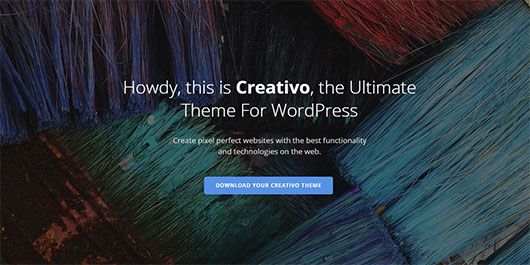 Howdy, this is Creativo, the Ultimate
Theme For WordPress
Create pixel perfect websites with the best functionality
and technologies on the web.
DOWNLOAD YOUR CREATIVO THEME